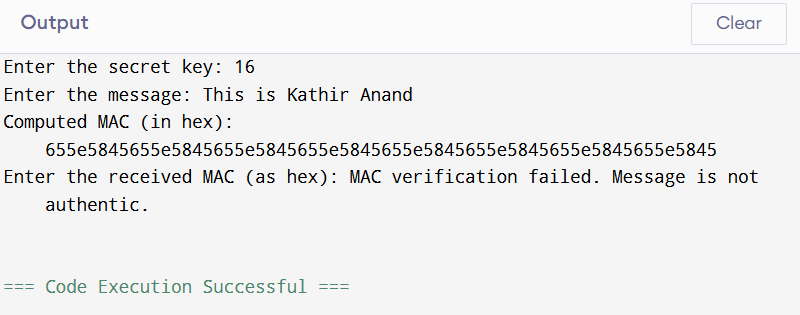 Output
Clear
Enter the secret key: 16
Enter the message: This is Kathir Anand
Computed MAC (in hex):
655e5845655e5845655e5845655e5845655e5845655e5845655e5845655e5845
Enter the received MAC (as hex): MAC verification failed. Message is not
authentic.
=== Code Execution Successful ===